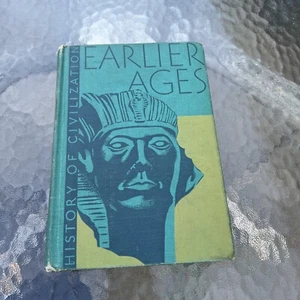 EARLIER
AGES
HISTORY OF CIVILIZATION